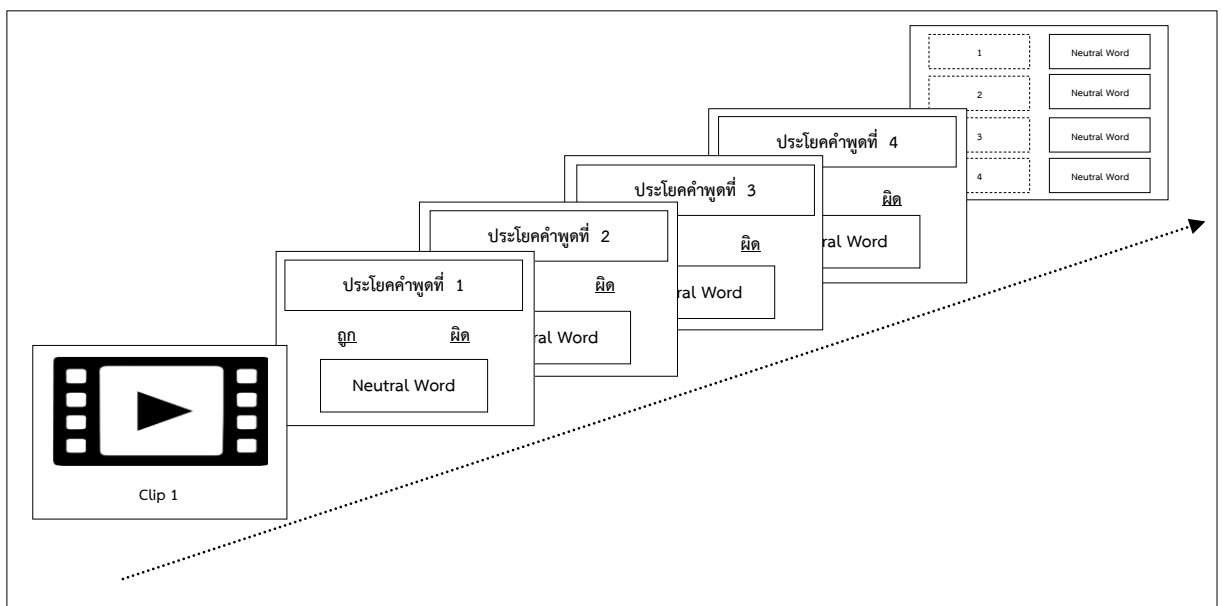 Clip 1
ประโยคคำพูดที่ 1
ถูก ผิด
Neutral Word
ประโยคคำพูดที่ 2
ผิด
ral Word
ประโยคคำพูดที่ 3
ผิด
ral Word
ประโยคคำพูดที่ 4
ผิด
ral Word
1 Neutral Word
2 Neutral Word
3 Neutral Word
4 Neutral Word